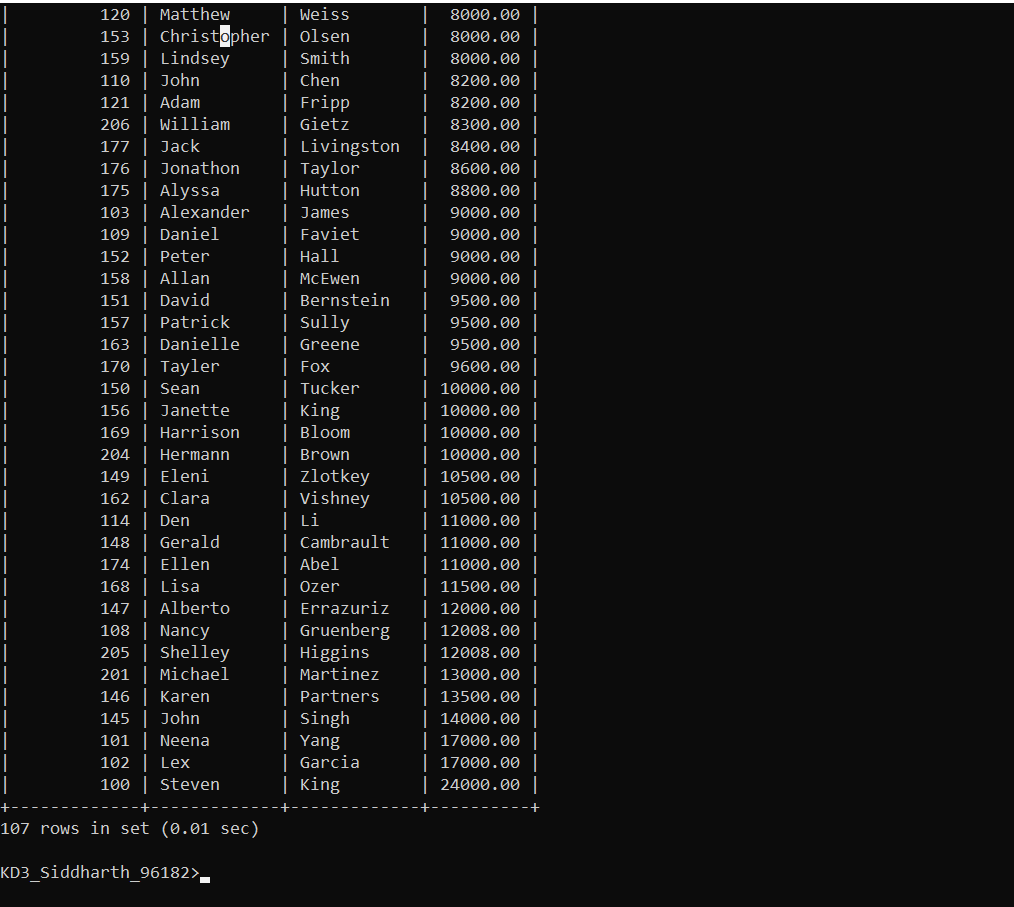 |         120 | Matthew     | Weiss       |  8000.00 |
|         153 | Christopher | Olsen       |  8000.00 |
|         159 | Lindsey     | Smith       |  8000.00 |
|         110 | John        | Chen        |  8200.00 |
|         121 | Adam        | Fripp       |  8200.00 |
|         206 | William     | Gietz       |  8300.00 |
|         177 | Jack        | Livingston  |  8400.00 |
|         176 | Jonathon    | Taylor      |  8600.00 |
|         175 | Alyssa      | Hutton      |  8800.00 |
|         103 | Alexander   | James       |  9000.00 |
|         109 | Daniel      | Faviet      |  9000.00 |
|         152 | Peter       | Hall        |  9000.00 |
|         158 | Allan       | McEwen      |  9000.00 |
|         151 | David       | Bernstein   |  9500.00 |
|         157 | Patrick     | Sully       |  9500.00 |
|         163 | Danielle    | Greene      |  9500.00 |
|         170 | Tayler      | Fox         |  9600.00 |
|         150 | Sean        | Tucker      | 10000.00 |
|         156 | Janette     | King        | 10000.00 |
|         169 | Harrison    | Bloom       | 10000.00 |
|         204 | Hermann     | Brown       | 10000.00 |
|         149 | Eleni       | Zlotkey     | 10500.00 |
|         162 | Clara       | Vishney     | 10500.00 |
|         114 | Den         | Li          | 11000.00 |
|         148 | Gerald      | Cambrault   | 11000.00 |
|         174 | Ellen       | Abel        | 11000.00 |
|         168 | Lisa        | Ozer        | 11500.00 |
|         147 | Alberto     | Errazuriz   | 12000.00 |
|         108 | Nancy       | Gruenberg   | 12008.00 |
|         205 | Shelley     | Higgins     | 12008.00 |
|         201 | Michael     | Martinez    | 13000.00 |
|         146 | Karen       | Partners    | 13500.00 |
|         145 | John        | Singh       | 14000.00 |
|         101 | Neena       | Yang        | 17000.00 |
|         102 | Lex         | Garcia      | 17000.00 |
|         100 | Steven      | King        | 24000.00 |
+-------------+-------------+-------------+----------+
107 rows in set (0.01 sec)
KD3_Siddharth_96182>